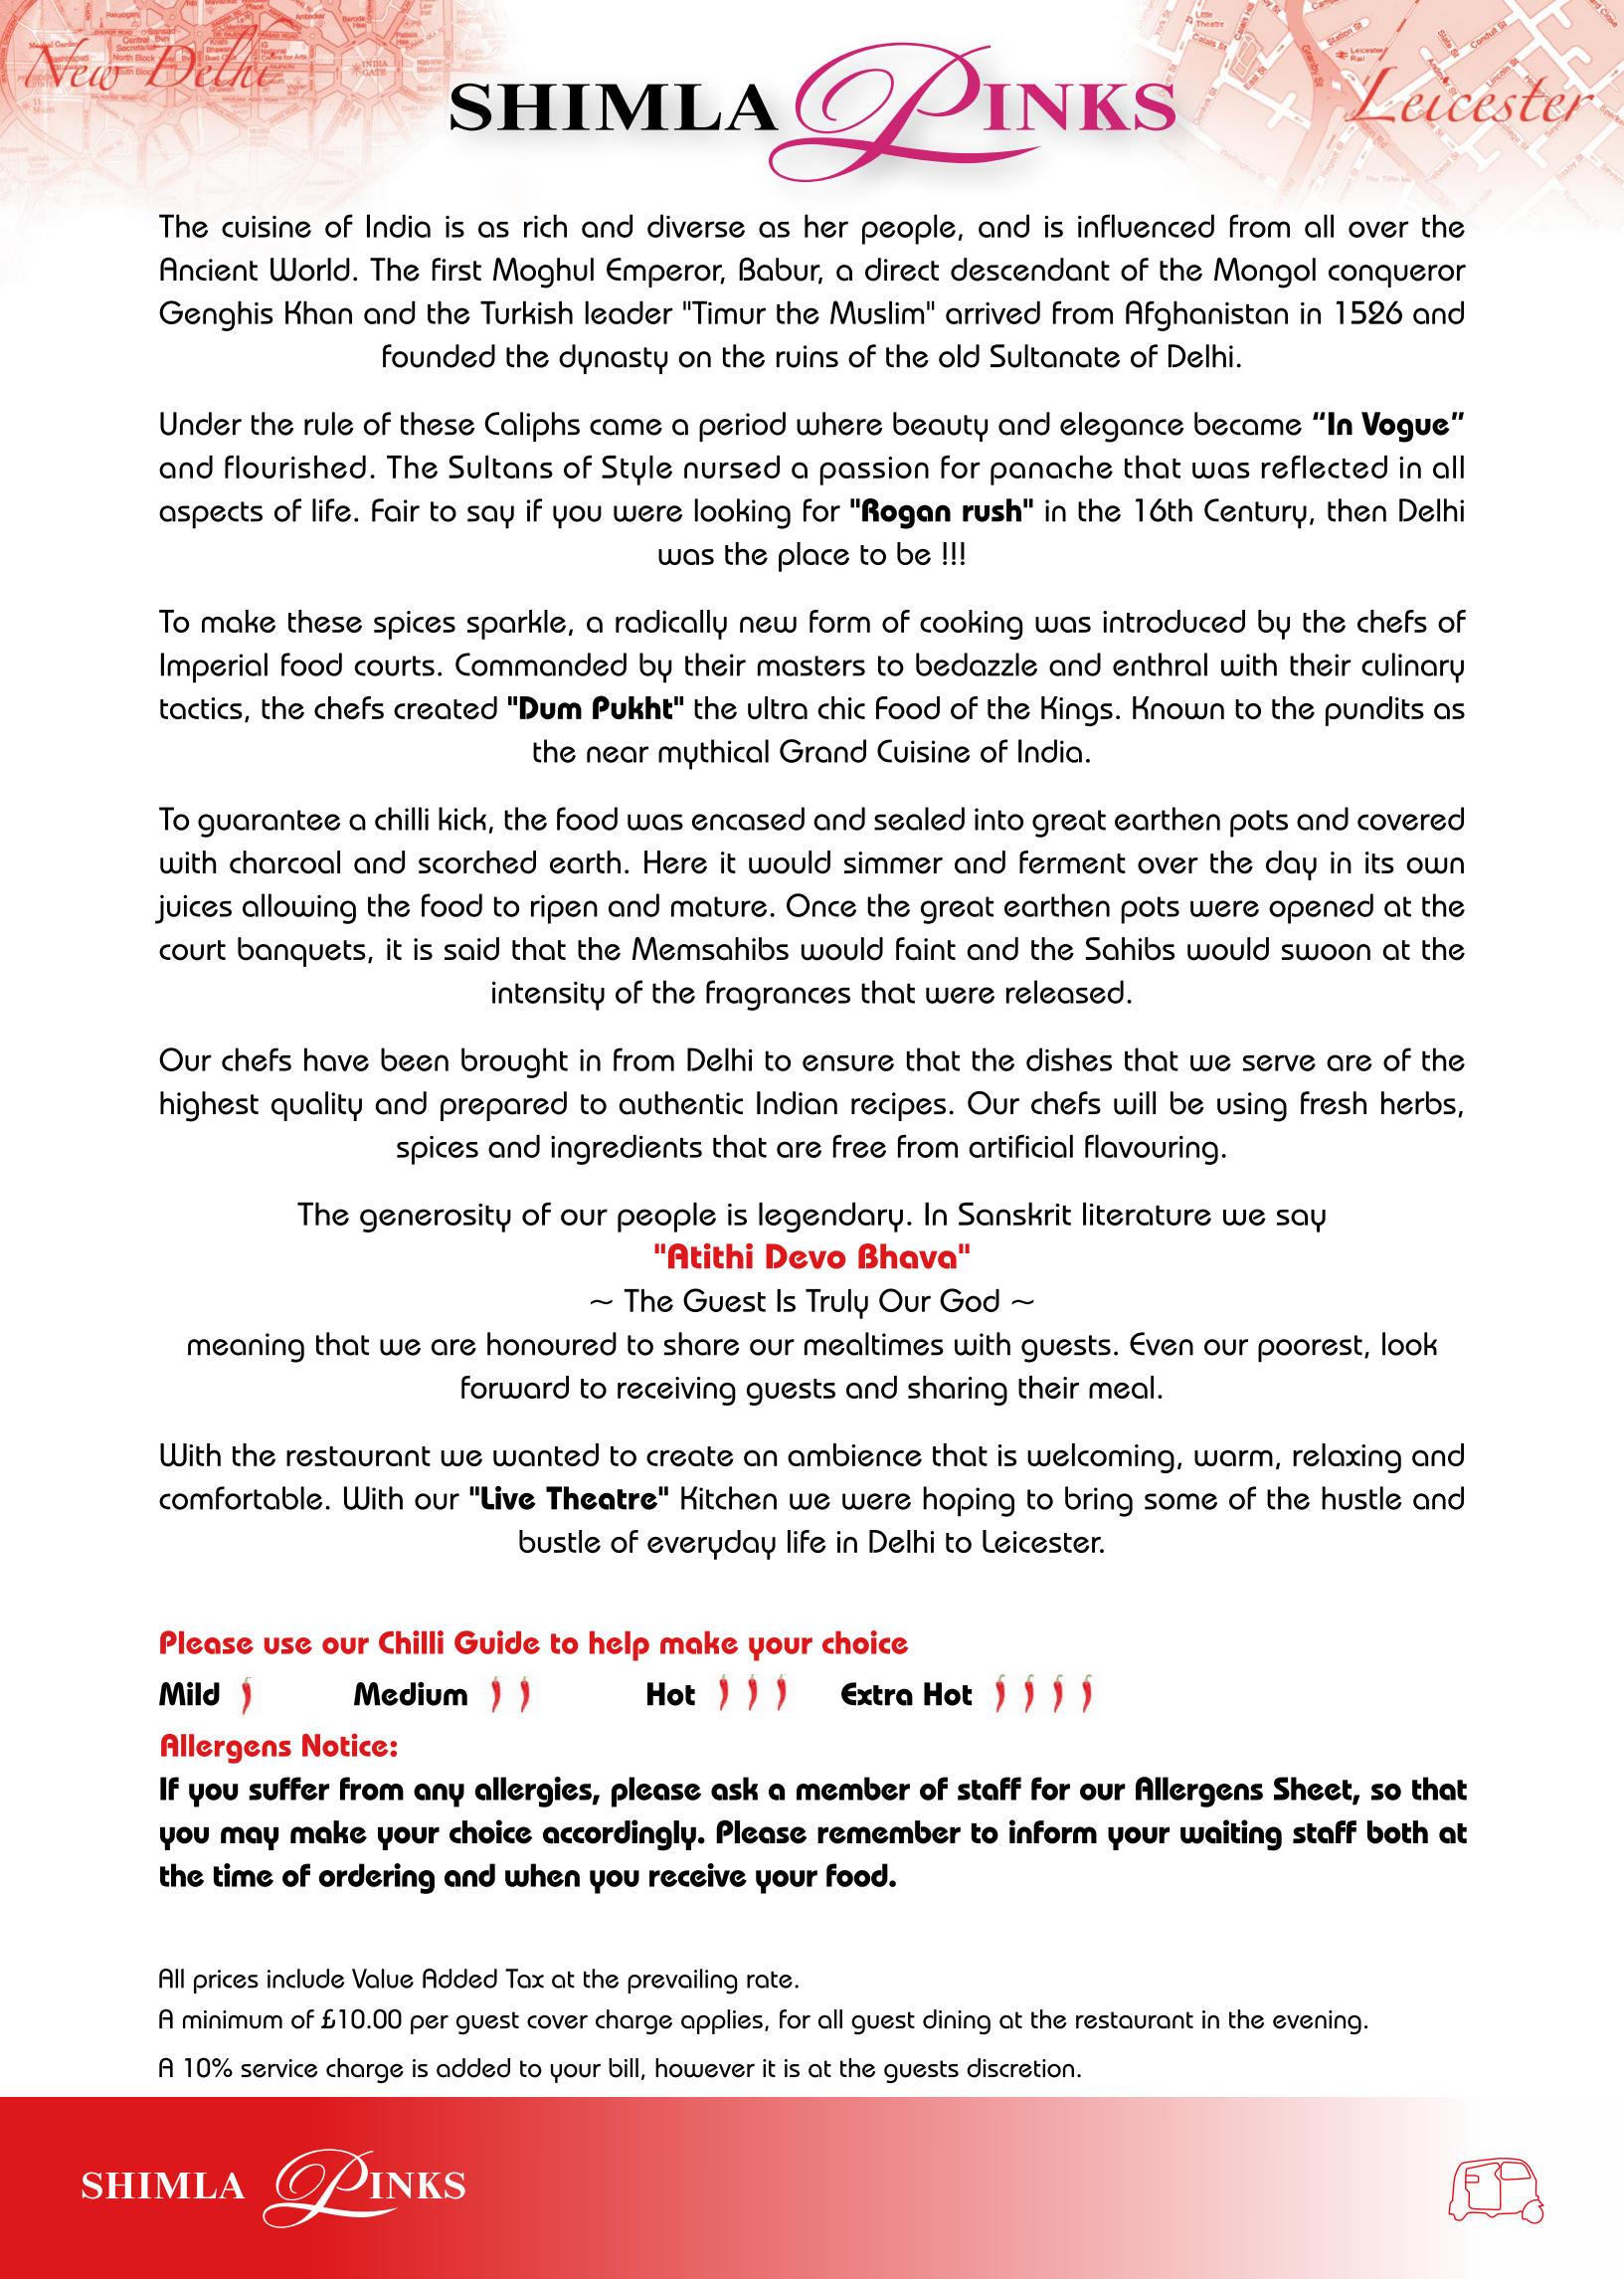 New Delhi
SHIMLA PINKS
Leicester
The cuisine of India is as rich and diverse as her people, and is influenced from all over the
Ancient World. The first Moghul Emperor, Babur, a direct descendant of the Mongol conqueror
Genghis Khan and the Turkish leader "Timur the Muslim" arrived from Afghanistan in 1526 and
founded the dynasty on the ruins of the old Sultanate of Delhi.
Under the rule of these Caliphs came a period where beauty and elegance became “In Vogue”
and flourished. The Sultans of Style nursed a passion for panache that was reflected in all
aspects of life. Fair to say if you were looking for "Rogan rush" in the 16th Century, then Delhi
was the place to be !!!
To make these spices sparkle, a radically new form of cooking was introduced by the chefs of
Imperial food courts. Commanded by their masters to bedazzle and enthral with their culinary
tactics, the chefs created "Dum Pukht" the ultra chic Food of the Kings. Known to the pundits as
the near mythical Grand Cuisine of India.
To guarantee a chilli kick, the food was encased and sealed into great earthen pots and covered
with charcoal and scorched earth. Here it would simmer and ferment over the day in its own
juices allowing the food to ripen and mature. Once the great earthen pots were opened at the
court banquets, it is said that the Memsahibs would faint and the Sahibs would swoon at the
intensity of the fragrances that were released.
Our chefs have been brought in from Delhi to ensure that the dishes that we serve are of the
highest quality and prepared to authentic Indian recipes. Our chefs will be using fresh herbs,
spices and ingredients that are free from artificial flavouring.
The generosity of our people is legendary. In Sanskrit literature we say
"Atithi Devo Bhava"
~ The Guest Is Truly Our God ~
meaning that we are honoured to share our mealtimes with guests. Even our poorest, look
forward to receiving guests and sharing their meal.
With the restaurant we wanted to create an ambience that is welcoming, warm, relaxing and
comfortable. With our "Live Theatre" Kitchen we were hoping to bring some of the hustle and
bustle of everyday life in Delhi to Leicester.
Please use our Chilli Guide to help make your choice
Mild Medium Hot Extra Hot
Allergens Notice:
If you suffer from any allergies, please ask a member of staff for our Allergens Sheet, so that
you may make your choice accordingly. Please remember to inform your waiting staff both at
the time of ordering and when you receive your food.
All prices include Value Added Tax at the prevailing rate.
A minimum of £10.00 per guest cover charge applies, for all guest dining at the restaurant in the evening.
A 10% service charge is added to your bill, however it is at the guests discretion.
SHIMLA PINKS